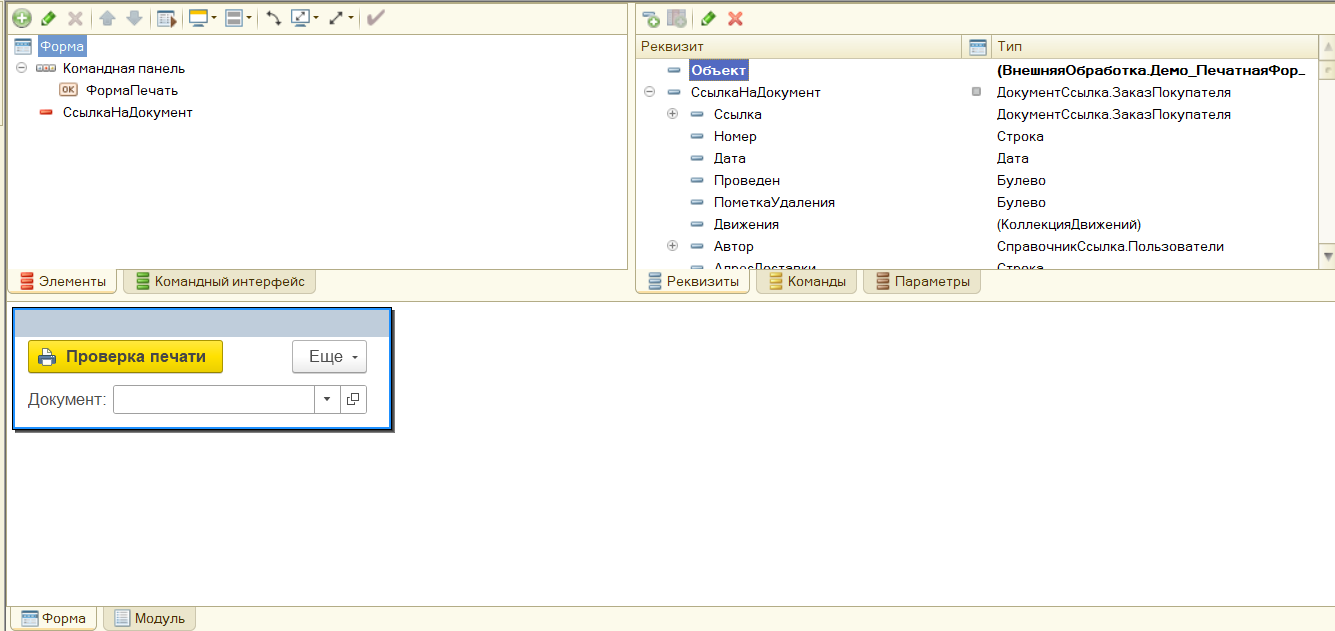 Форма
Командная панель
OK ФормаПечать
СсылкаНаДокумент
Элементы Командный интерфейс
Реквизит Тип
Объект (ВнешняяОбработка.Демо_ПечатнаяФор_
СсылкаНаДокумент ДокументСсылка.ЗаказПокупателя
Ссылка ДокументСсылка.ЗаказПокупателя
Номер Строка
Дата Дата
Проведен Булево
ПометкаУдаления Булево
Движения (КоллекцияДвижений)
Автор СправочникСсылка.Пользователи
АдресДоставки Строка
Реквизиты Команды Параметры
Проверка печати Еще
Документ:
Форма Модуль